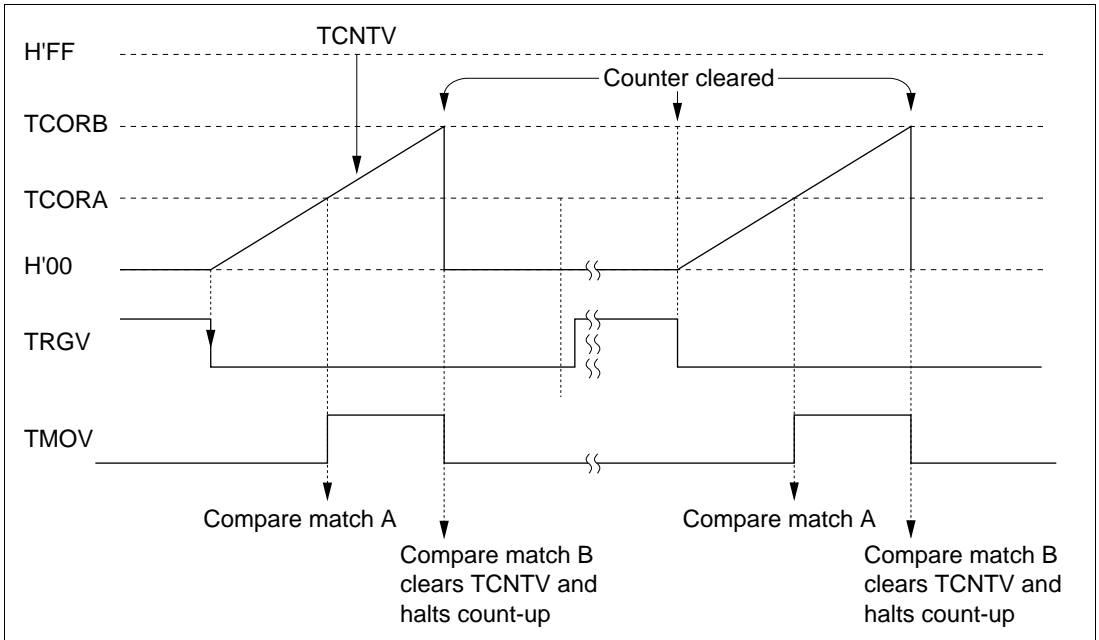 TCNTV
H'FF
Counter cleared
TCORB
TCORA
H'00
TRGV
TMOV
Compare match A
Compare match A
Compare match B
clears TCNTV and
halts count-up
Compare match B
clears TCNTV and
halts count-up